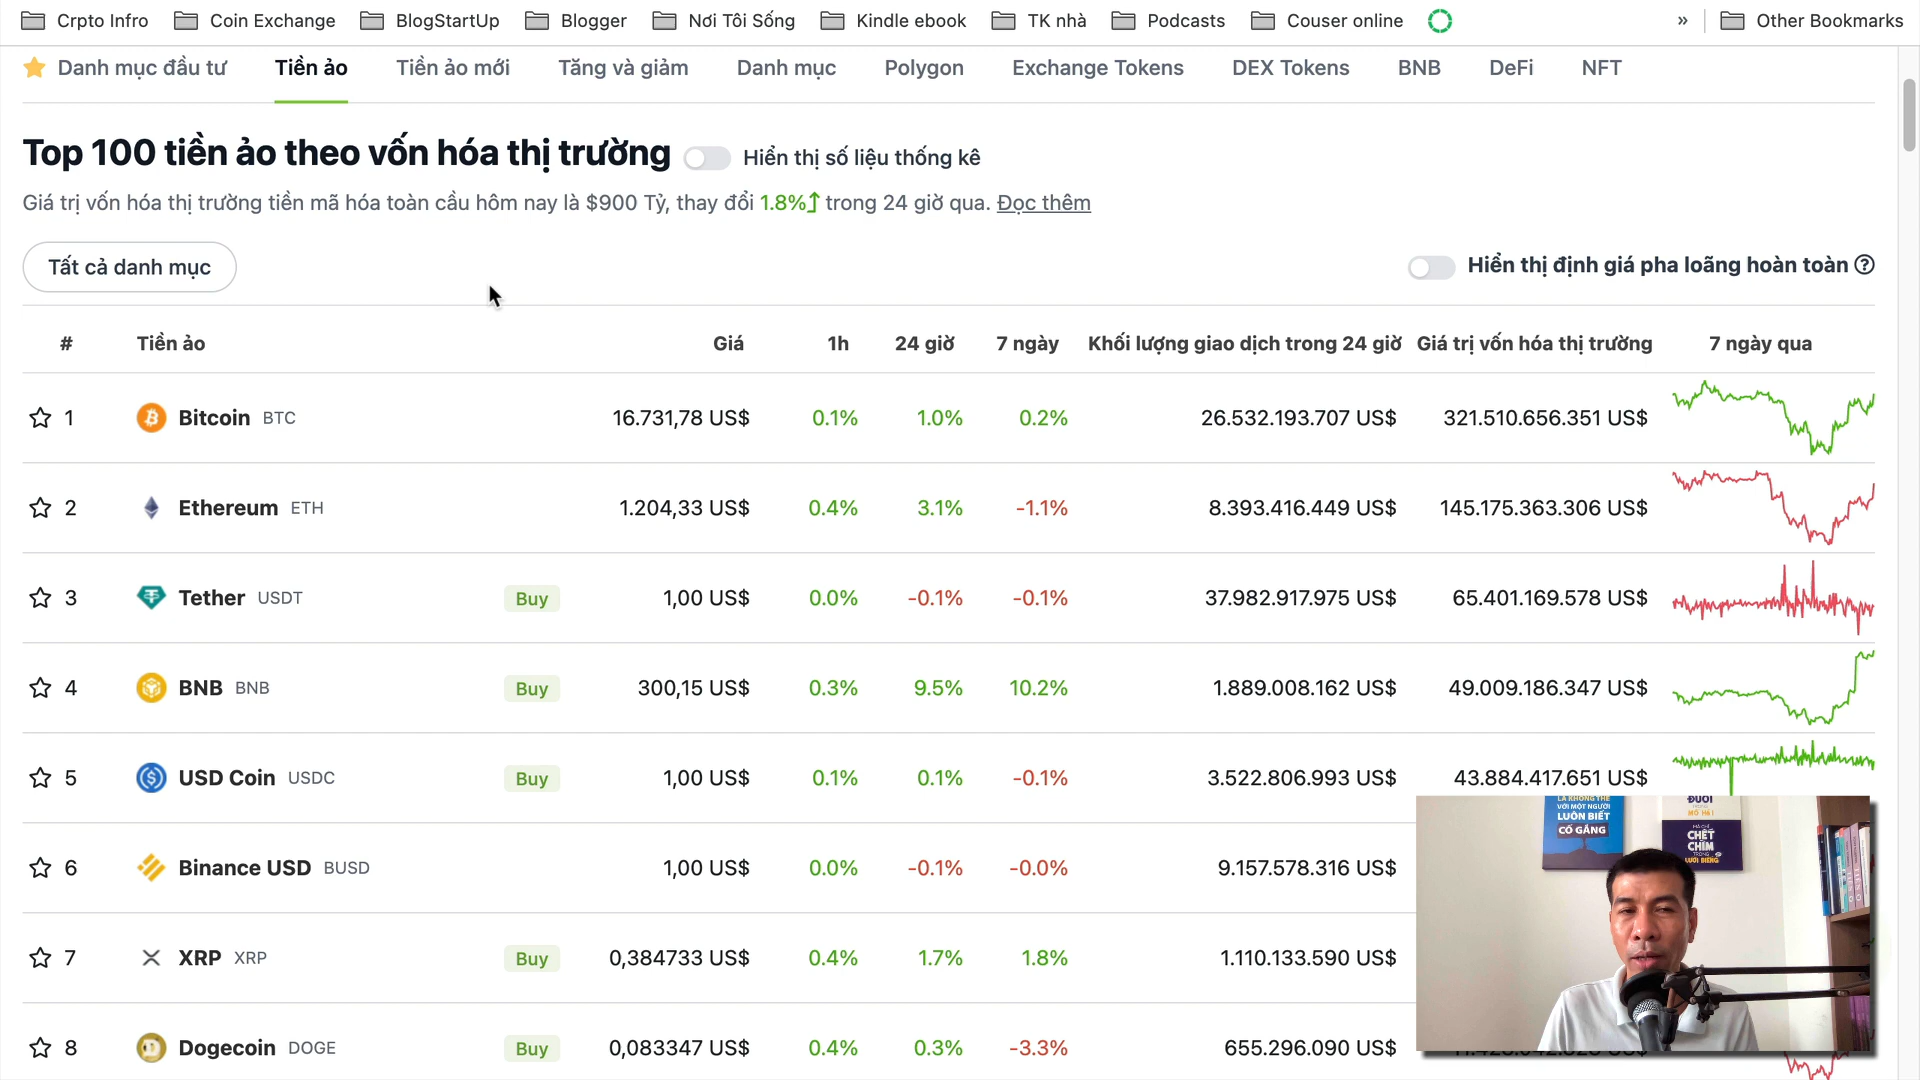 Crpto Infro Coin Exchange BlogStartUp Blogger Nơi Tôi Sống Kindle ebook TK nhà Podcasts Couser online » Other Bookmarks
Danh mục đầu tư Tiền ảo Tiền ảo mới Tăng và giảm Danh mục Polygon Exchange Tokens DEX Tokens BNB DeFi NFT
Top 100 tiền ảo theo vốn hóa thị trường Hiển thị số liệu thống kê
Giá trị vốn hóa thị trường tiền mã hóa toàn cầu hôm nay là $900 Tỷ, thay đổi 1.8% trong 24 giờ qua. Đọc thêm
Tất cả danh mục Hiển thị định giá pha loãng hoàn toàn ?
# Tiền ảo Giá 1h 24 giờ 7 ngày Khối lượng giao dịch trong 24 giờ Giá trị vốn hóa thị trường 7 ngày qua
1 Bitcoin BTC 16.731,78 US$ 0.1% 1.0% 0.2% 26.532.193.707 US$ 321.510.656.351 US$
2 Ethereum ETH 1.204,33 US$ 0.4% 3.1% -1.1% 8.393.416.449 US$ 145.175.363.306 US$
3 Tether USDT Buy 1,00 US$ 0.0% -0.1% -0.1% 37.982.917.975 US$ 65.401.169.578 US$
4 BNB BNB Buy 300,15 US$ 0.3% 9.5% 10.2% 1.889.008.162 US$ 49.009.186.347 US$
5 USD Coin USDC Buy 1,00 US$ 0.1% 0.1% -0.1% 3.522.806.993 US$ 43.884.417.651 US$
6 Binance USD BUSD 1,00 US$ 0.0% -0.1% -0.0% 9.157.578.316 US$
7 XRP XRP Buy 0,384733 US$ 0.4% 1.7% 1.8% 1.110.133.590 US$
8 Dogecoin DOGE Buy 0,083347 US$ 0.4% 0.3% -3.3% 655.296.090 US$
LÀ KHÔNG THỂ
VỚI MỘT NGƯỜI
LUÔN BIẾT
CỐ GẮNG
ĐUỐI
MỒ HÔI
CHẾT
CHÌM
TRONG
LƯỜI BIẾNG